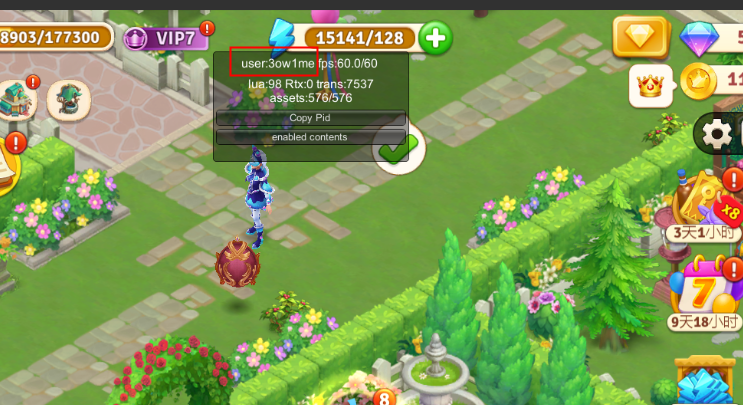 8903/177300
VIP7
15141/128
user:3ow1me fps:60.0/60
lua:98 Rtx:0 trans:7537
assets:576/576
Copy Pid
enabled contents
x8
3天1小时
7
9天18小时
8